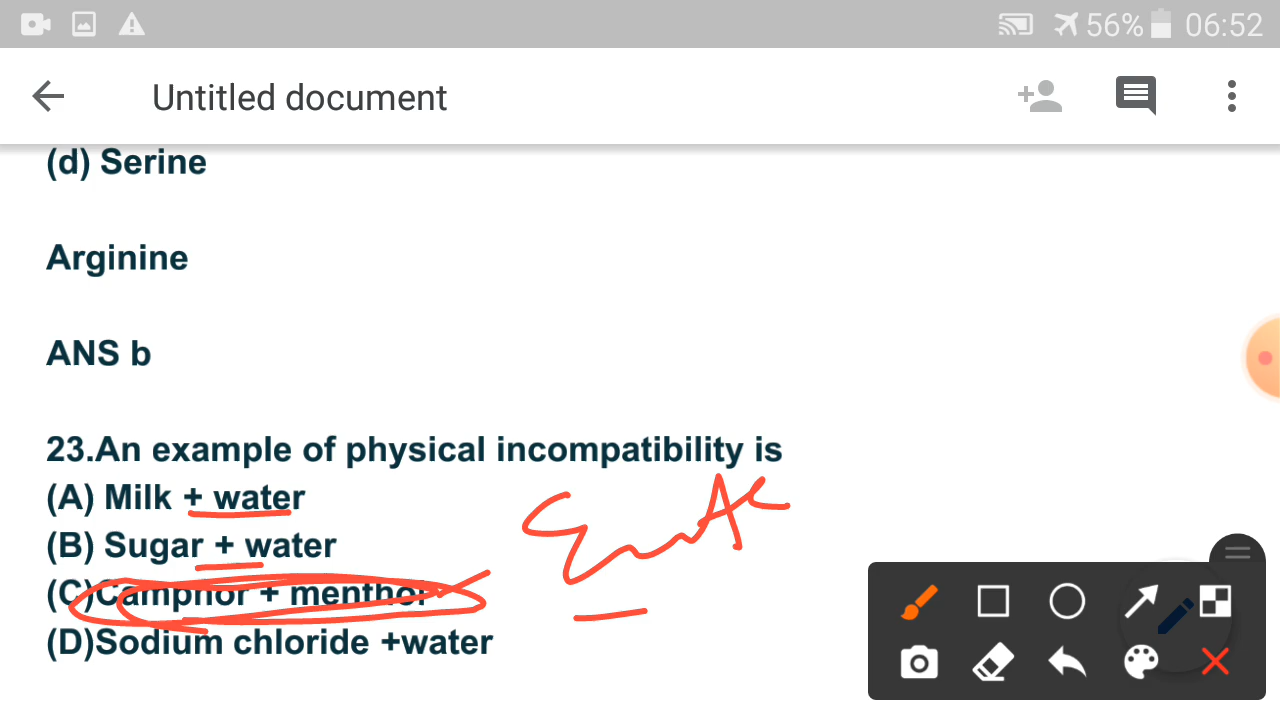 56% 06:52
Untitled document
(d) Serine
Arginine
ANS b
23.An example of physical incompatibility is
(A) Milk + water
(B) Sugar + water
(C)Camphor + menthol
(D)Sodium chloride +water